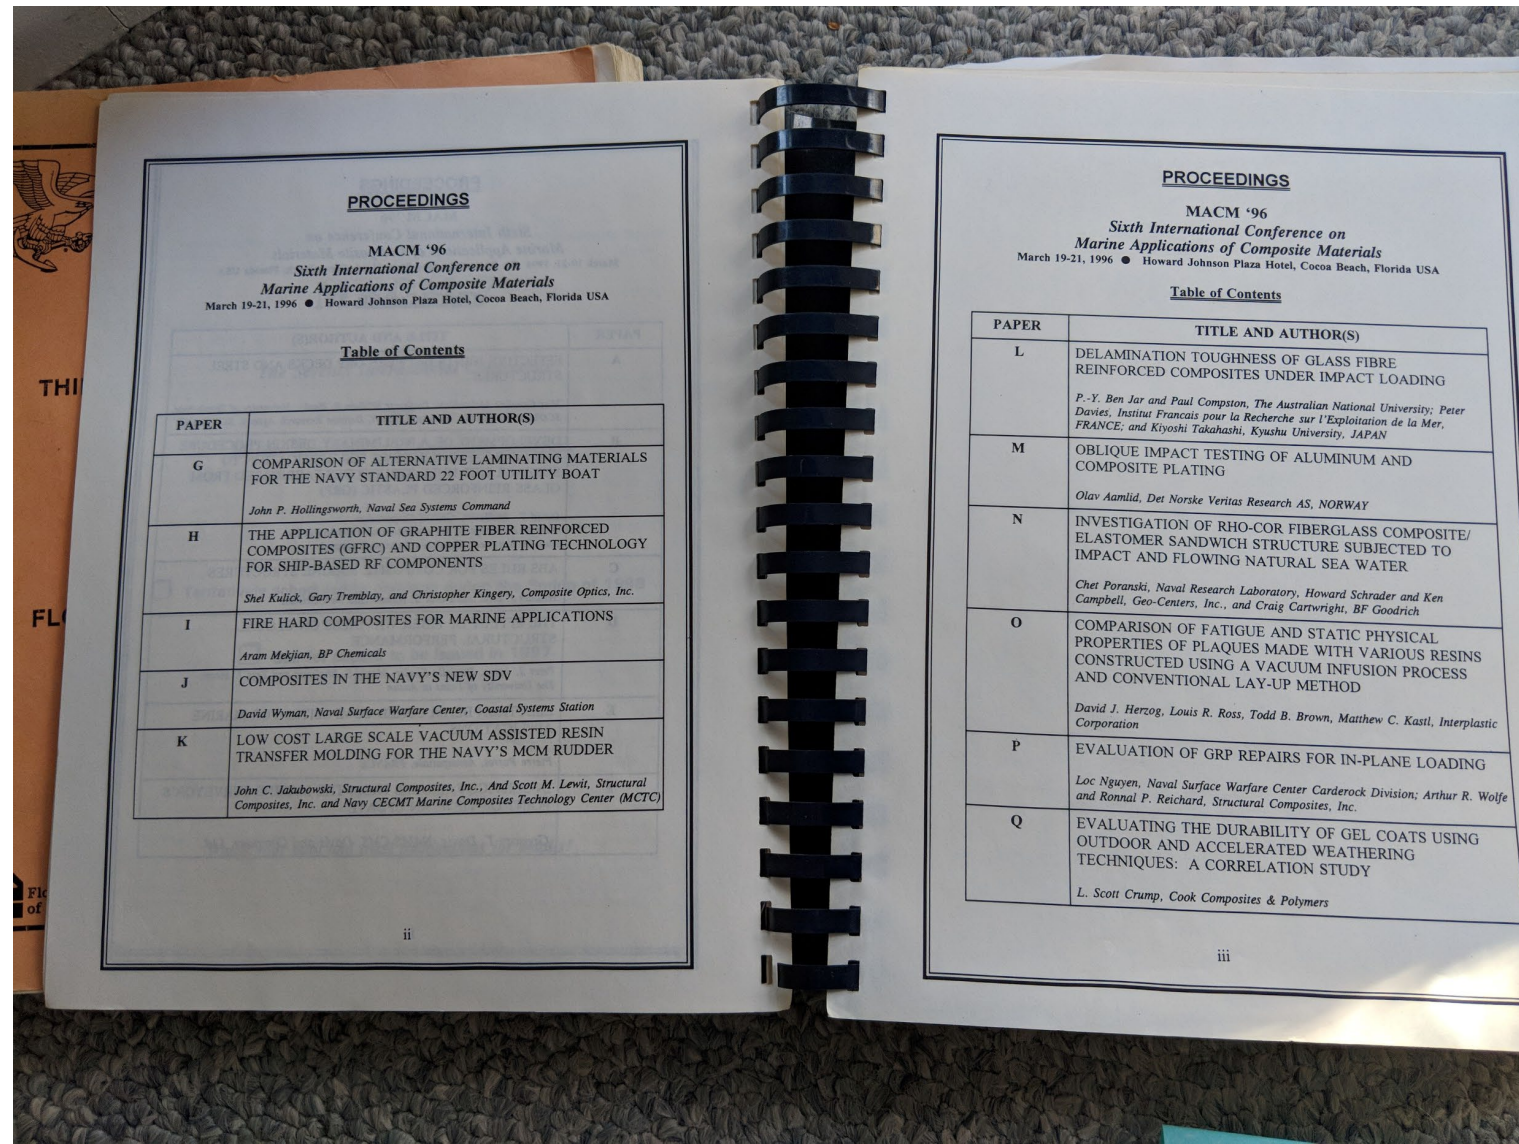 THI
FL
Flo
of
PROCEEDINGS
MACM ‘96
Sixth International Conference on
Marine Applications of Composite Materials
March 19-21, 1996 ● Howard Johnson Plaza Hotel, Cocoa Beach, Florida USA
Table of Contents
PAPER TITLE AND AUTHOR(S)
G COMPARISON OF ALTERNATIVE LAMINATING MATERIALS
FOR THE NAVY STANDARD 22 FOOT UTILITY BOAT
John P. Hollingsworth, Naval Sea Systems Command
H THE APPLICATION OF GRAPHITE FIBER REINFORCED
COMPOSITES (GFRC) AND COPPER PLATING TECHNOLOGY
FOR SHIP-BASED RF COMPONENTS
Shel Kulick, Gary Tremblay, and Christopher Kingery, Composite Optics, Inc.
I FIRE HARD COMPOSITES FOR MARINE APPLICATIONS
Aram Mekjian, BP Chemicals
J COMPOSITES IN THE NAVY'S NEW SDV
David Wyman, Naval Surface Warfare Center, Coastal Systems Station
K LOW COST LARGE SCALE VACUUM ASSISTED RESIN
TRANSFER MOLDING FOR THE NAVY'S MCM RUDDER
John C. Jakubowski, Structural Composites, Inc., And Scott M. Lewit, Structural
Composites, Inc. and Navy CECMT Marine Composites Technology Center (MCTC)
ii
PROCEEDINGS
MACM ‘96
Sixth International Conference on
Marine Applications of Composite Materials
March 19-21, 1996 ● Howard Johnson Plaza Hotel, Cocoa Beach, Florida USA
Table of Contents
PAPER TITLE AND AUTHOR(S)
L DELAMINATION TOUGHNESS OF GLASS FIBRE
REINFORCED COMPOSITES UNDER IMPACT LOADING
P.-Y. Ben Jar and Paul Compston, The Australian National University; Peter
Davies, Institut Francais pour la Recherche sur l'Exploitation de la Mer,
FRANCE; and Kiyoshi Takahashi, Kyushu University, JAPAN
M OBLIQUE IMPACT TESTING OF ALUMINUM AND
COMPOSITE PLATING
Olav Aamlid, Det Norske Veritas Research AS, NORWAY
N INVESTIGATION OF RHO-COR FIBERGLASS COMPOSITE/
ELASTOMER SANDWICH STRUCTURE SUBJECTED TO
IMPACT AND FLOWING NATURAL SEA WATER
Chet Poranski, Naval Research Laboratory, Howard Schrader and Ken
Campbell, Geo-Centers, Inc., and Craig Cartwright, BF Goodrich
O COMPARISON OF FATIGUE AND STATIC PHYSICAL
PROPERTIES OF PLAQUES MADE WITH VARIOUS RESINS
CONSTRUCTED USING A VACUUM INFUSION PROCESS
AND CONVENTIONAL LAY-UP METHOD
David J. Herzog, Louis R. Ross, Todd B. Brown, Matthew C. Kastl, Interplastic
Corporation
P EVALUATION OF GRP REPAIRS FOR IN-PLANE LOADING
Loc Nguyen, Naval Surface Warfare Center Carderock Division; Arthur R. Wolfe
and Ronnal P. Reichard, Structural Composites, Inc.
Q EVALUATING THE DURABILITY OF GEL COATS USING
OUTDOOR AND ACCELERATED WEATHERING
TECHNIQUES: A CORRELATION STUDY
L. Scott Crump, Cook Composites & Polymers
iii